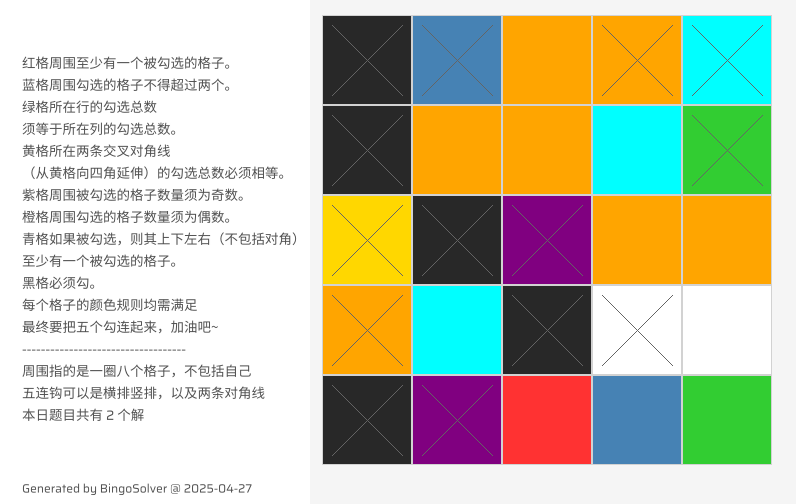 红格周围至少有一个被勾选的格子。
蓝格周围勾选的格子不得超过两个。
绿格所在行的勾选总数
须等于所在列的勾选总数。
黄格所在两条交叉对角线
（从黄格向四角延伸）的勾选总数必须相等。
紫格周围被勾选的格子数量须为奇数。
橙格周围勾选的格子数量须为偶数。
青格如果被勾选，则其上下左右（不包括对角）
至少有一个被勾选的格子。
黑格必须勾。
每个格子的颜色规则均需满足
最终要把五个勾连起来，加油吧~
----------------------------------
周围指的是一圈八个格子，不包括自己
五连钩可以是横排竖排，以及两条对角线
本日题目共有 2 个解
Generated by BingoSolver @ 2025-04-27